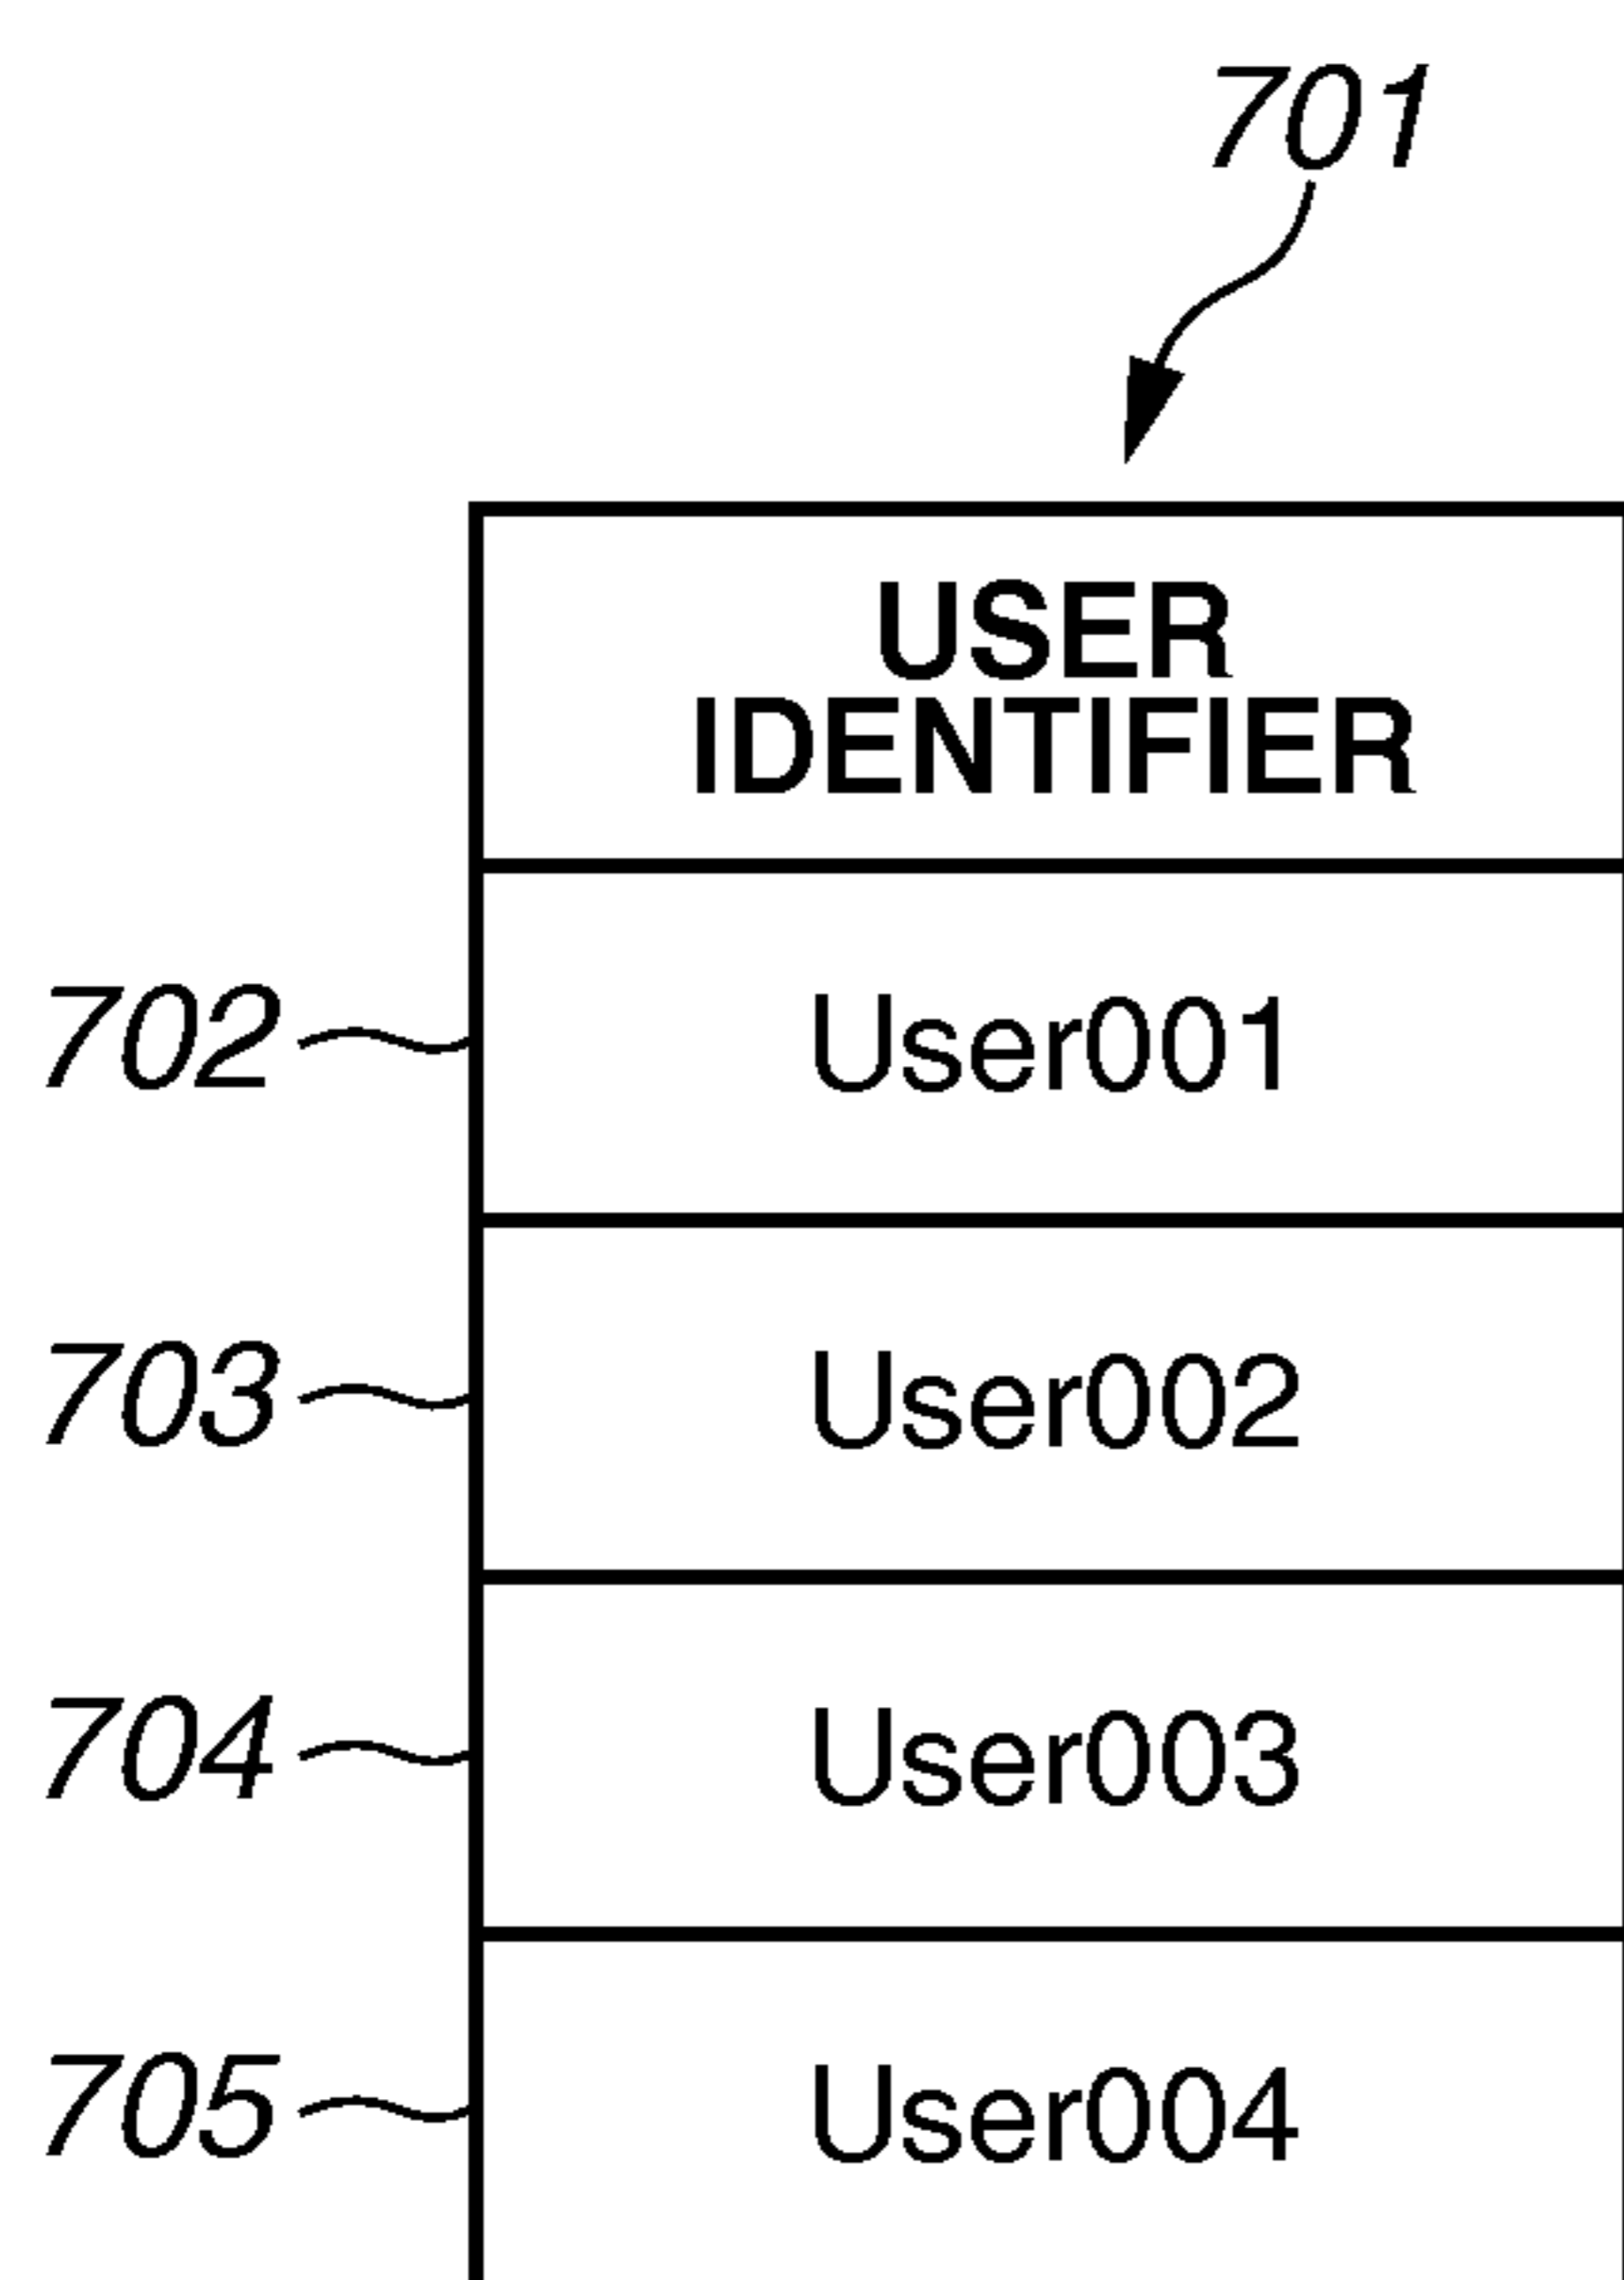 701
USER
IDENTIFIER
702 User001
703 User002
704 User003
705 User004